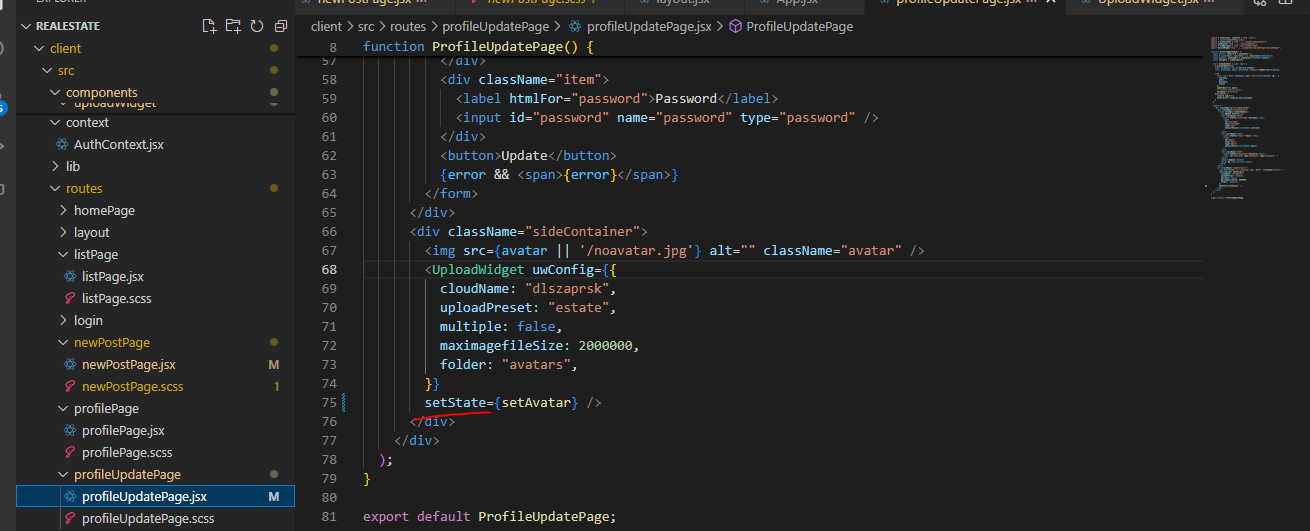 REALESTATE
client
src
components
uploadWidget
context
AuthContext.jsx
lib
routes
homePage
layout
listPage
listPage.jsx
listPage.scss
login
newPostPage
newPostPage.jsx M
newPostPage.scss 1
profilePage
profilePage.jsx
profilePage.scss
profileUpdatePage
profileUpdatePage.jsx M
profileUpdatePage.scss
client > src > routes > profileUpdatePage > profileUpdatePage.jsx > ProfileUpdatePage
8 function ProfileUpdatePage() {
57 </div>
58 <div className="item">
59 <label htmlFor="password">Password</label>
60 <input id="password" name="password" type="password" />
61 </div>
62 <button>Update</button>
63 {error && <span>{error}</span>}
64 </form>
65 </div>
66 <div className="sideContainer">
67 <img src={avatar || '/noavatar.jpg'} alt="" className="avatar" />
68 <UploadWidget uwConfig={{
69 cloudName: "dlszaprsk",
70 uploadPreset: "estate",
71 multiple: false,
72 maximagefileSize: 2000000,
73 folder: "avatars",
74 }}
75 setState={setAvatar} />
76 </div>
77 </div>
78 );
79 }
80
81 export default ProfileUpdatePage;